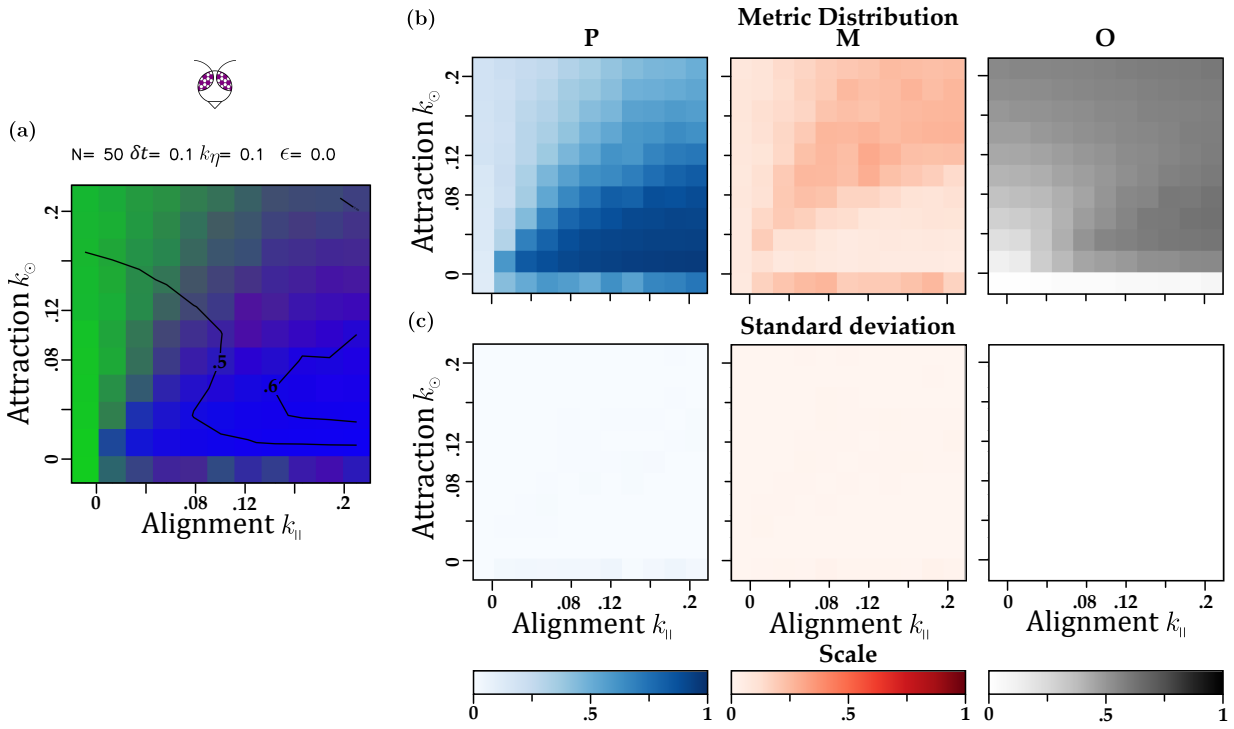 (a)
N= 50 δt= 0.1 kη= 0.1 ϵ= 0.0
Attraction k⊙
.2
.12
.08
0
.5
.6
0 .08 .12 .2
Alignment k||
(b)
Metric Distribution
P M O
Attraction k⊙
.2
.12
.08
0
(c)
Standard deviation
Attraction k⊙
.2
.12
.08
0
0 .08 .12 .2 0 .08 .12 .2 0 .08 .12 .2
Alignment k|| Alignment k|| Alignment k||
Scale
0 .5 1 0 .5 1 0 .5 1